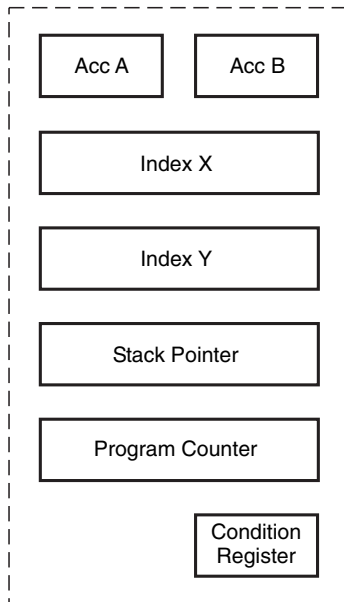 Acc A
Acc B
Index X
Index Y
Stack Pointer
Program Counter
Condition
Register